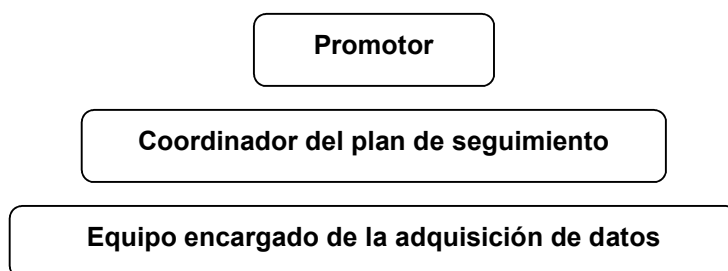 Promotor
Coordinador del plan de seguimiento
Equipo encargado de la adquisición de datos